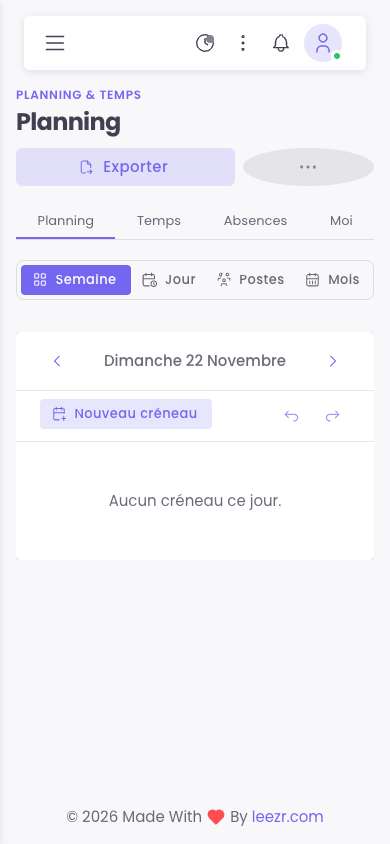 PLANNING & TEMPS
Planning
Exporter
Planning Temps Absences Moi
Semaine Jour Postes Mois
Dimanche 22 Novembre
Nouveau créneau
Aucun créneau ce jour.
© 2026 Made With ❤️ By leezr.com